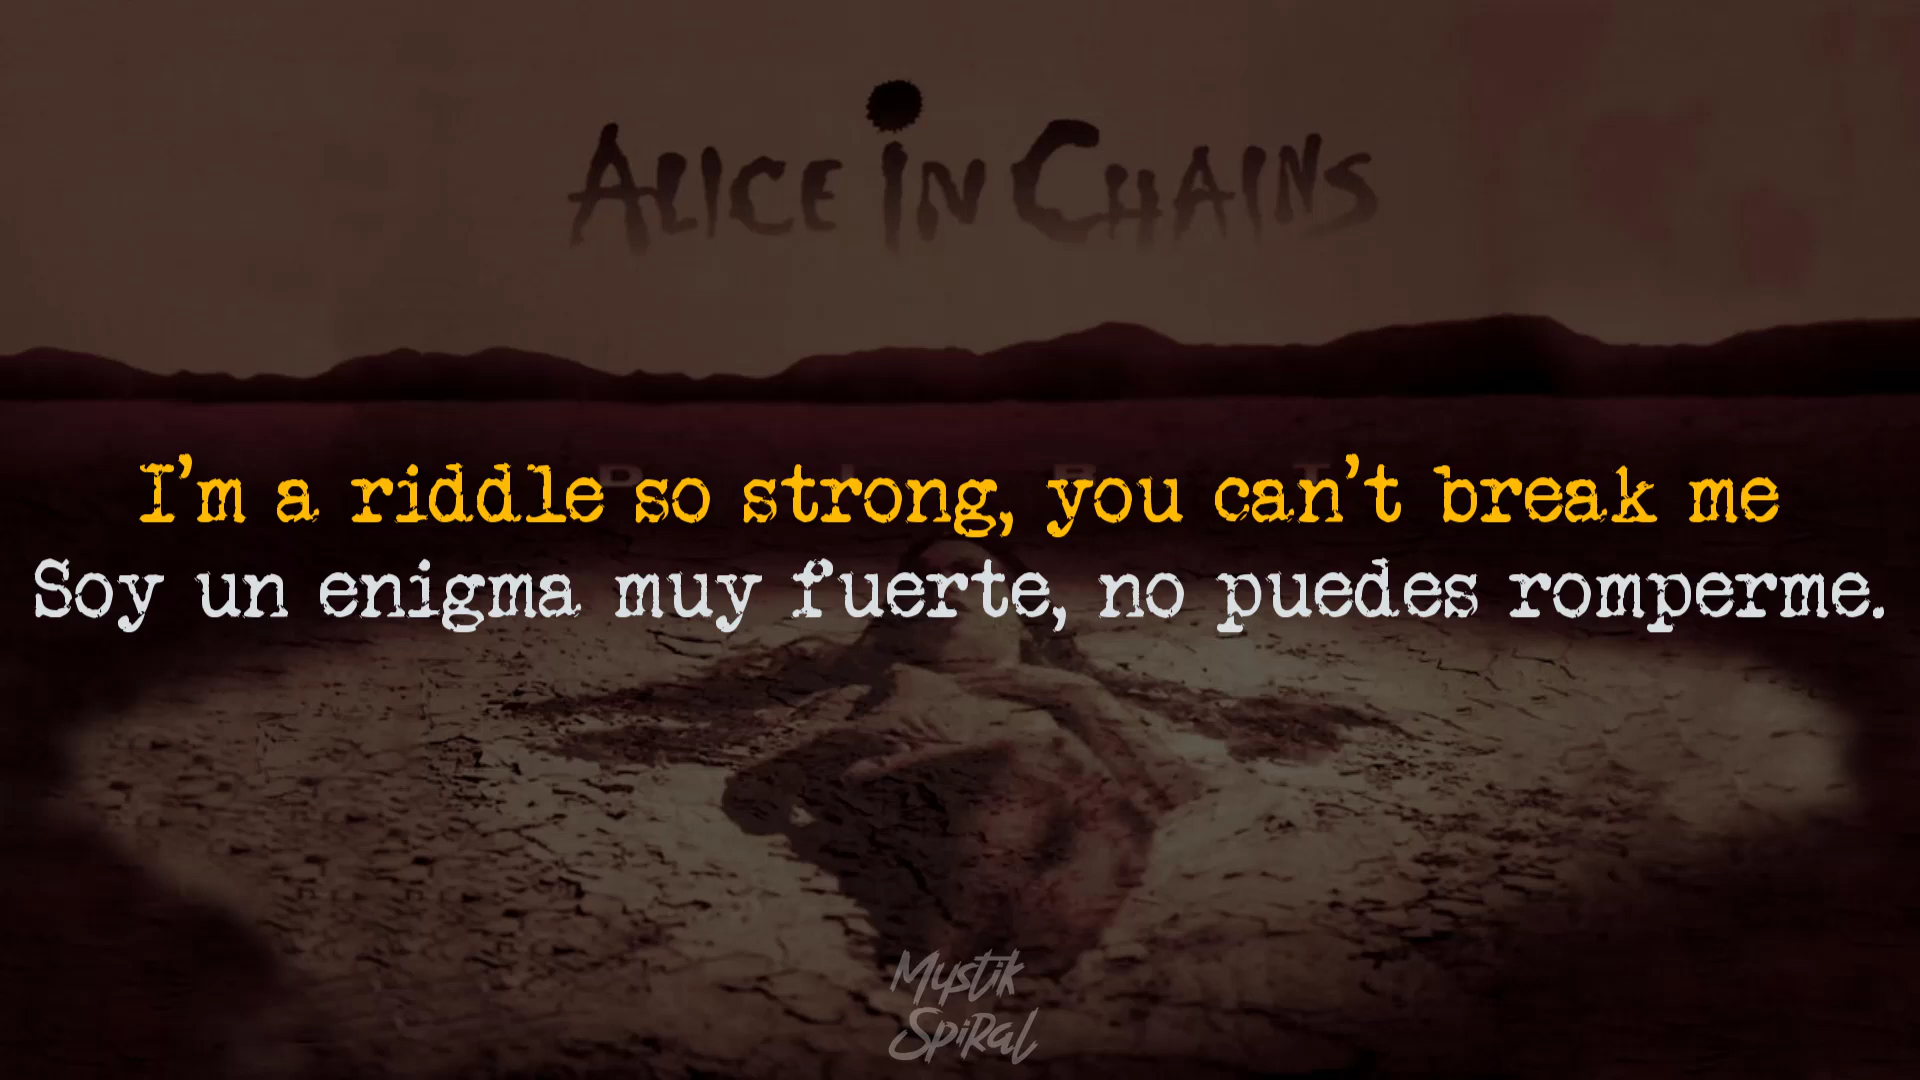 ALICE IN CHAINS
D I R T
I'm a riddle so strong, you can't break me
Soy un enigma muy fuerte, no puedes romperme.
Mystik
Spiral